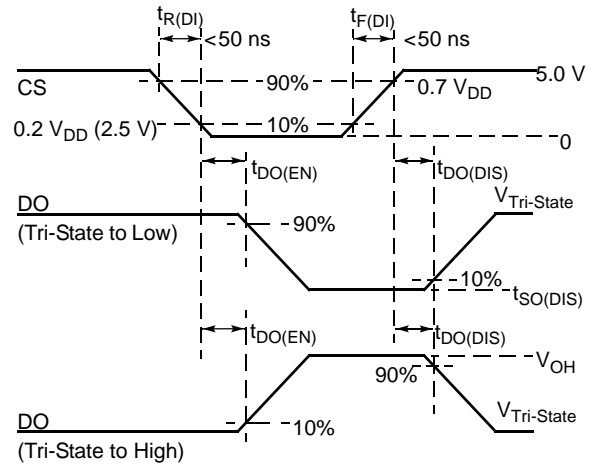 tR(DI) <50 ns tF(DI) <50 ns
CS 90% 0.7 VDD 5.0 V
0.2 VDD (2.5 V) 10% 0
tDO(EN) tDO(DIS)
DO 90% VTri-State
(Tri-State to Low) 10%
tSO(DIS)
tDO(EN) tDO(DIS)
90% VOH
DO 10% VTri-State
(Tri-State to High)